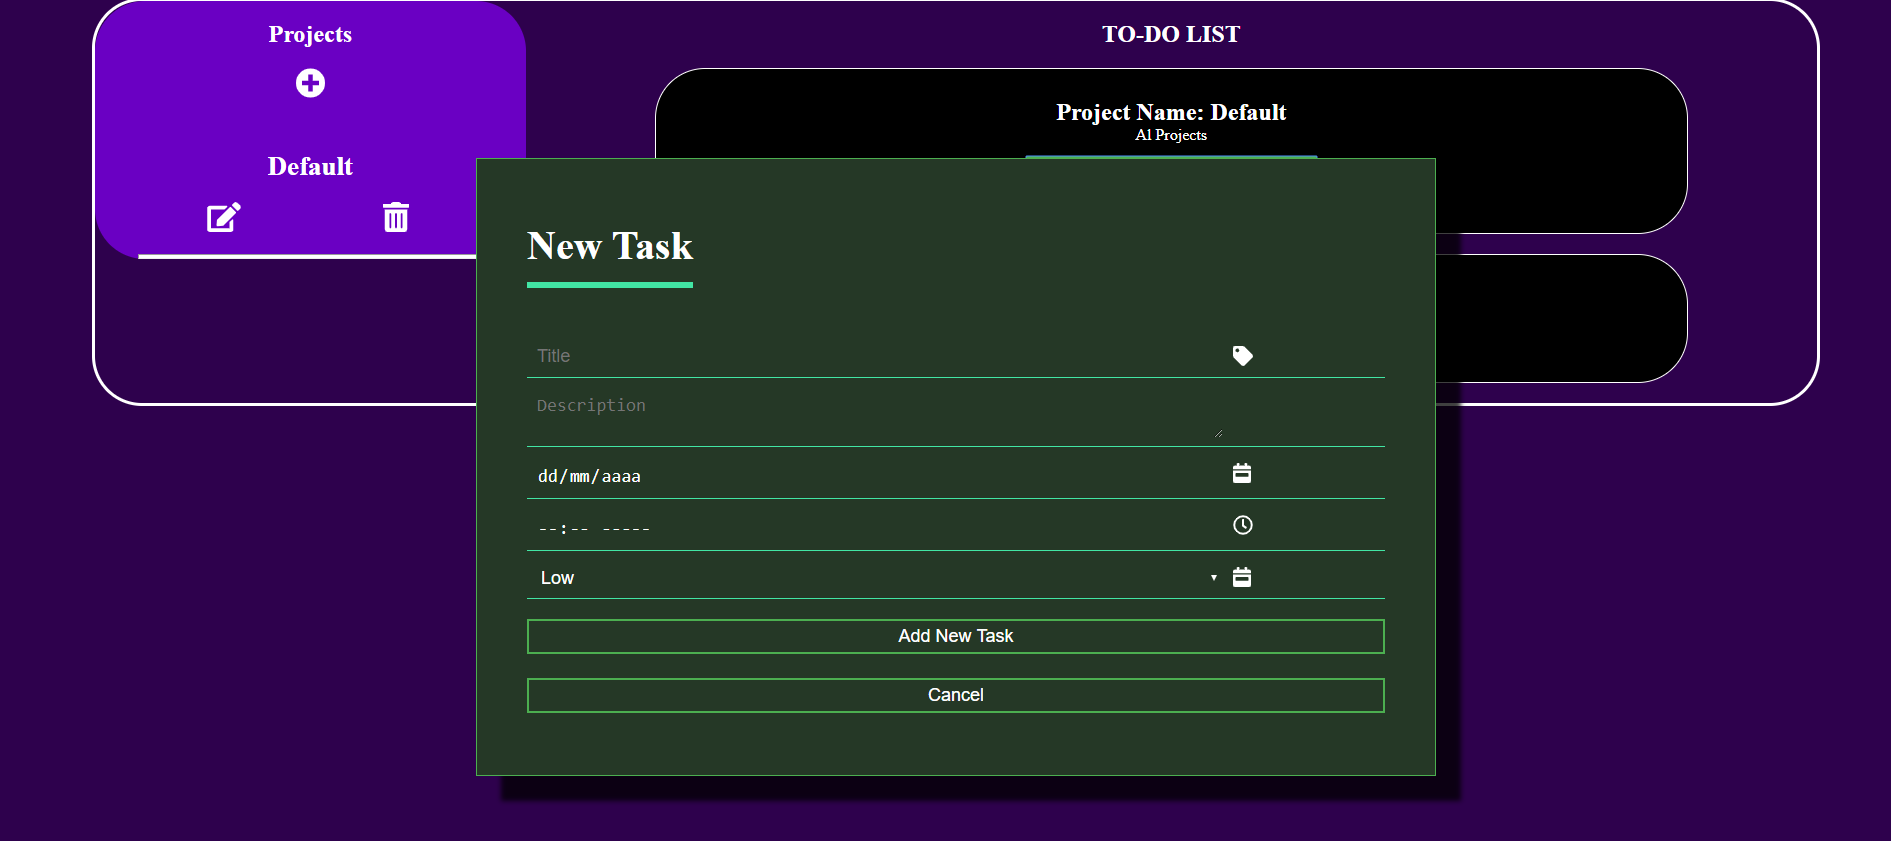 Projects
Default
TO-DO LIST
Project Name: Default
Al Projects
New Task
Title
Description
dd/mm/aaaa
--:-- -----
Low
Add New Task
Cancel